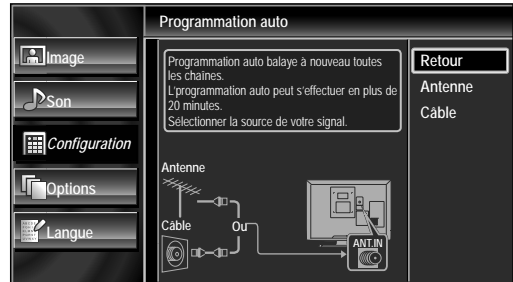 Programmation auto
Image
Son
Configuration
Options
Langue
Programmation auto balaye à nouveau toutes
les chaînes.
L'programmation auto peut s'effectuer en plus de
20 minutes.
Sélectionner la source de votre signal.
Antenne
Câble
Ou
ANT.IN
Retour
Antenne
Câble